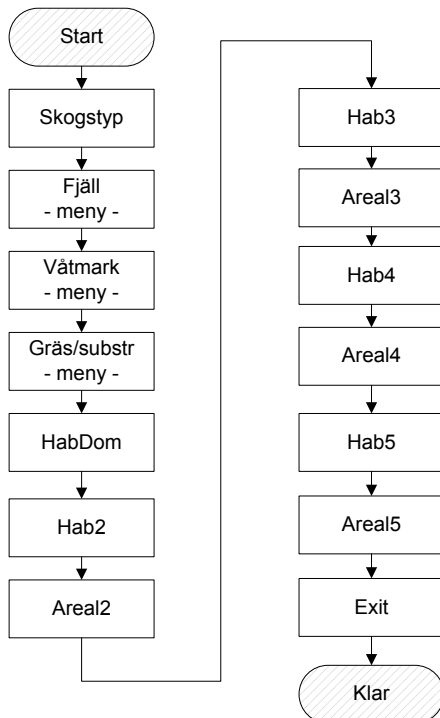 Start
Skogstyp
Fjäll
- meny -
Våtmark
- meny -
Gräs/substr
- meny -
HabDom
Hab2
Areal2
Hab3
Areal3
Hab4
Areal4
Hab5
Areal5
Exit
Klar